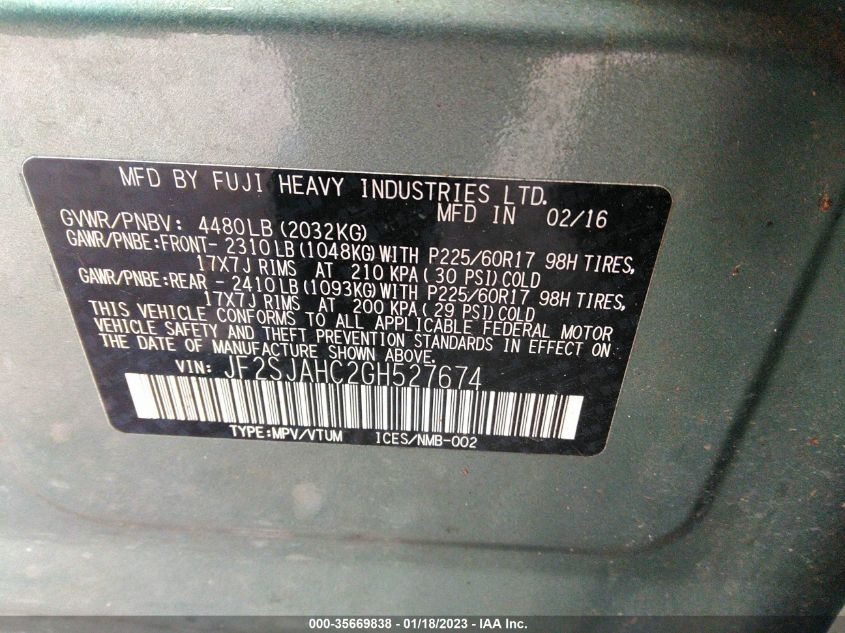 MFD BY FUJI HEAVY INDUSTRIES LTD.
MFD IN 02/16
GVWR/PNBV: 4480LB(2032KG)
GAWR/PNBE:FRONT- 2310LB(1048KG)WITH P225/60R17 98H TIRES,
17X7J RIMS AT 210 KPA(30 PSI)COLD
GAWR/PNBE:REAR - 2410LB(1093KG)WITH P225/60R17 98H TIRES,
17X7J RIMS AT 200 KPA(29 PSI)COLD
THIS VEHICLE CONFORMS TO ALL APPLICABLE FEDERAL MOTOR
VEHICLE SAFETY AND THEFT PREVENTION STANDARDS IN EFFECT ON
THE DATE OF MANUFACTURE SHOWN ABOVE.
VIN: JF2SJAHC2GH527674
TYPE:MPV/VTUM ICES/NMB-002
000-35669838 - 01/18/2023 - IAA Inc.